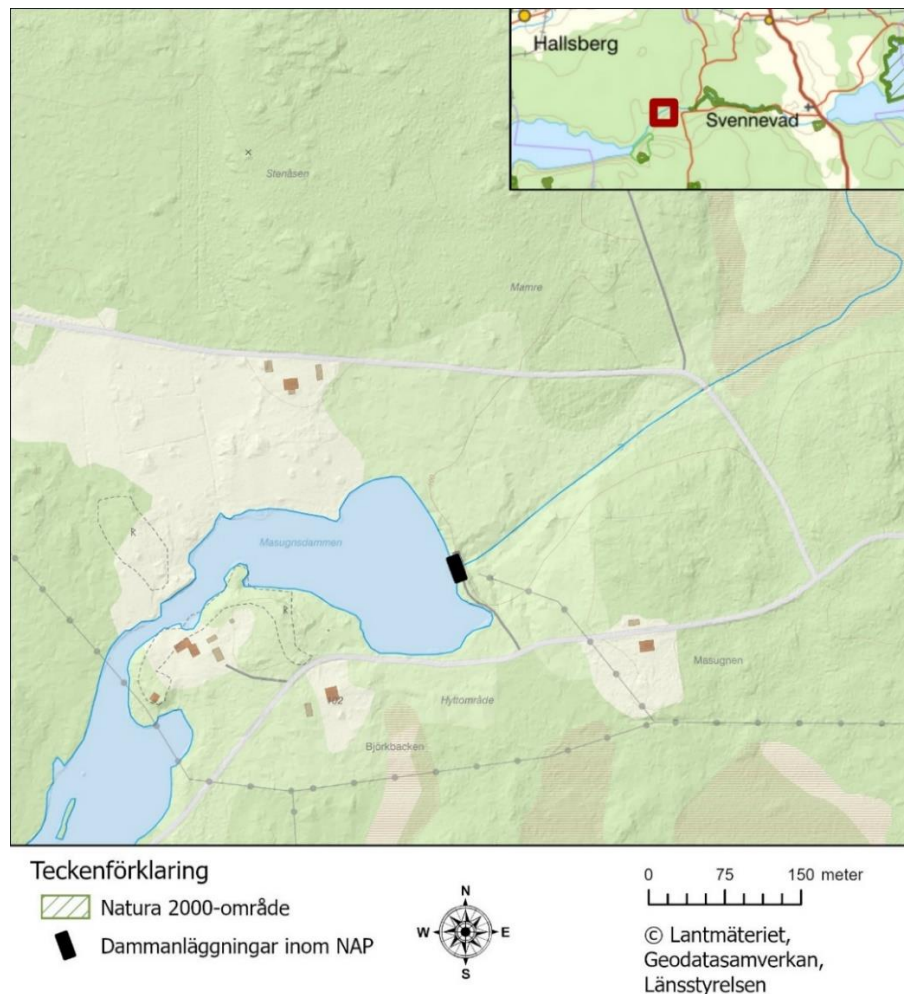 Hallsberg
Svennevad
Stenåsen
Mamre
Masugnsdammen
R
R
Masugnen
Hyttområde
Björkbacken
Teckenförklaring
Natura 2000-område
Dammanläggningar inom NAP
N
W E
S
0 75 150 meter
© Lantmäteriet,
Geodatasamverkan,
Länsstyrelsen